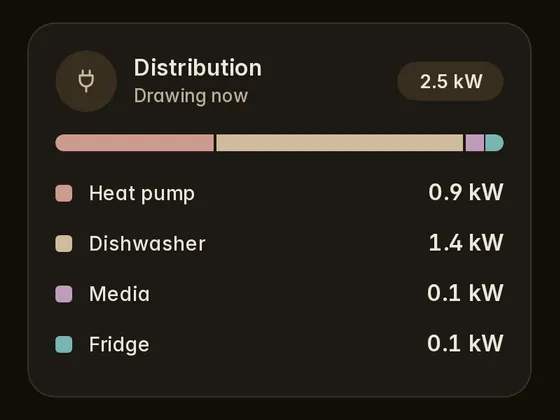 Distribution
Drawing now
2.5 kW
Heat pump 0.9 kW
Dishwasher 1.4 kW
Media 0.1 kW
Fridge 0.1 kW